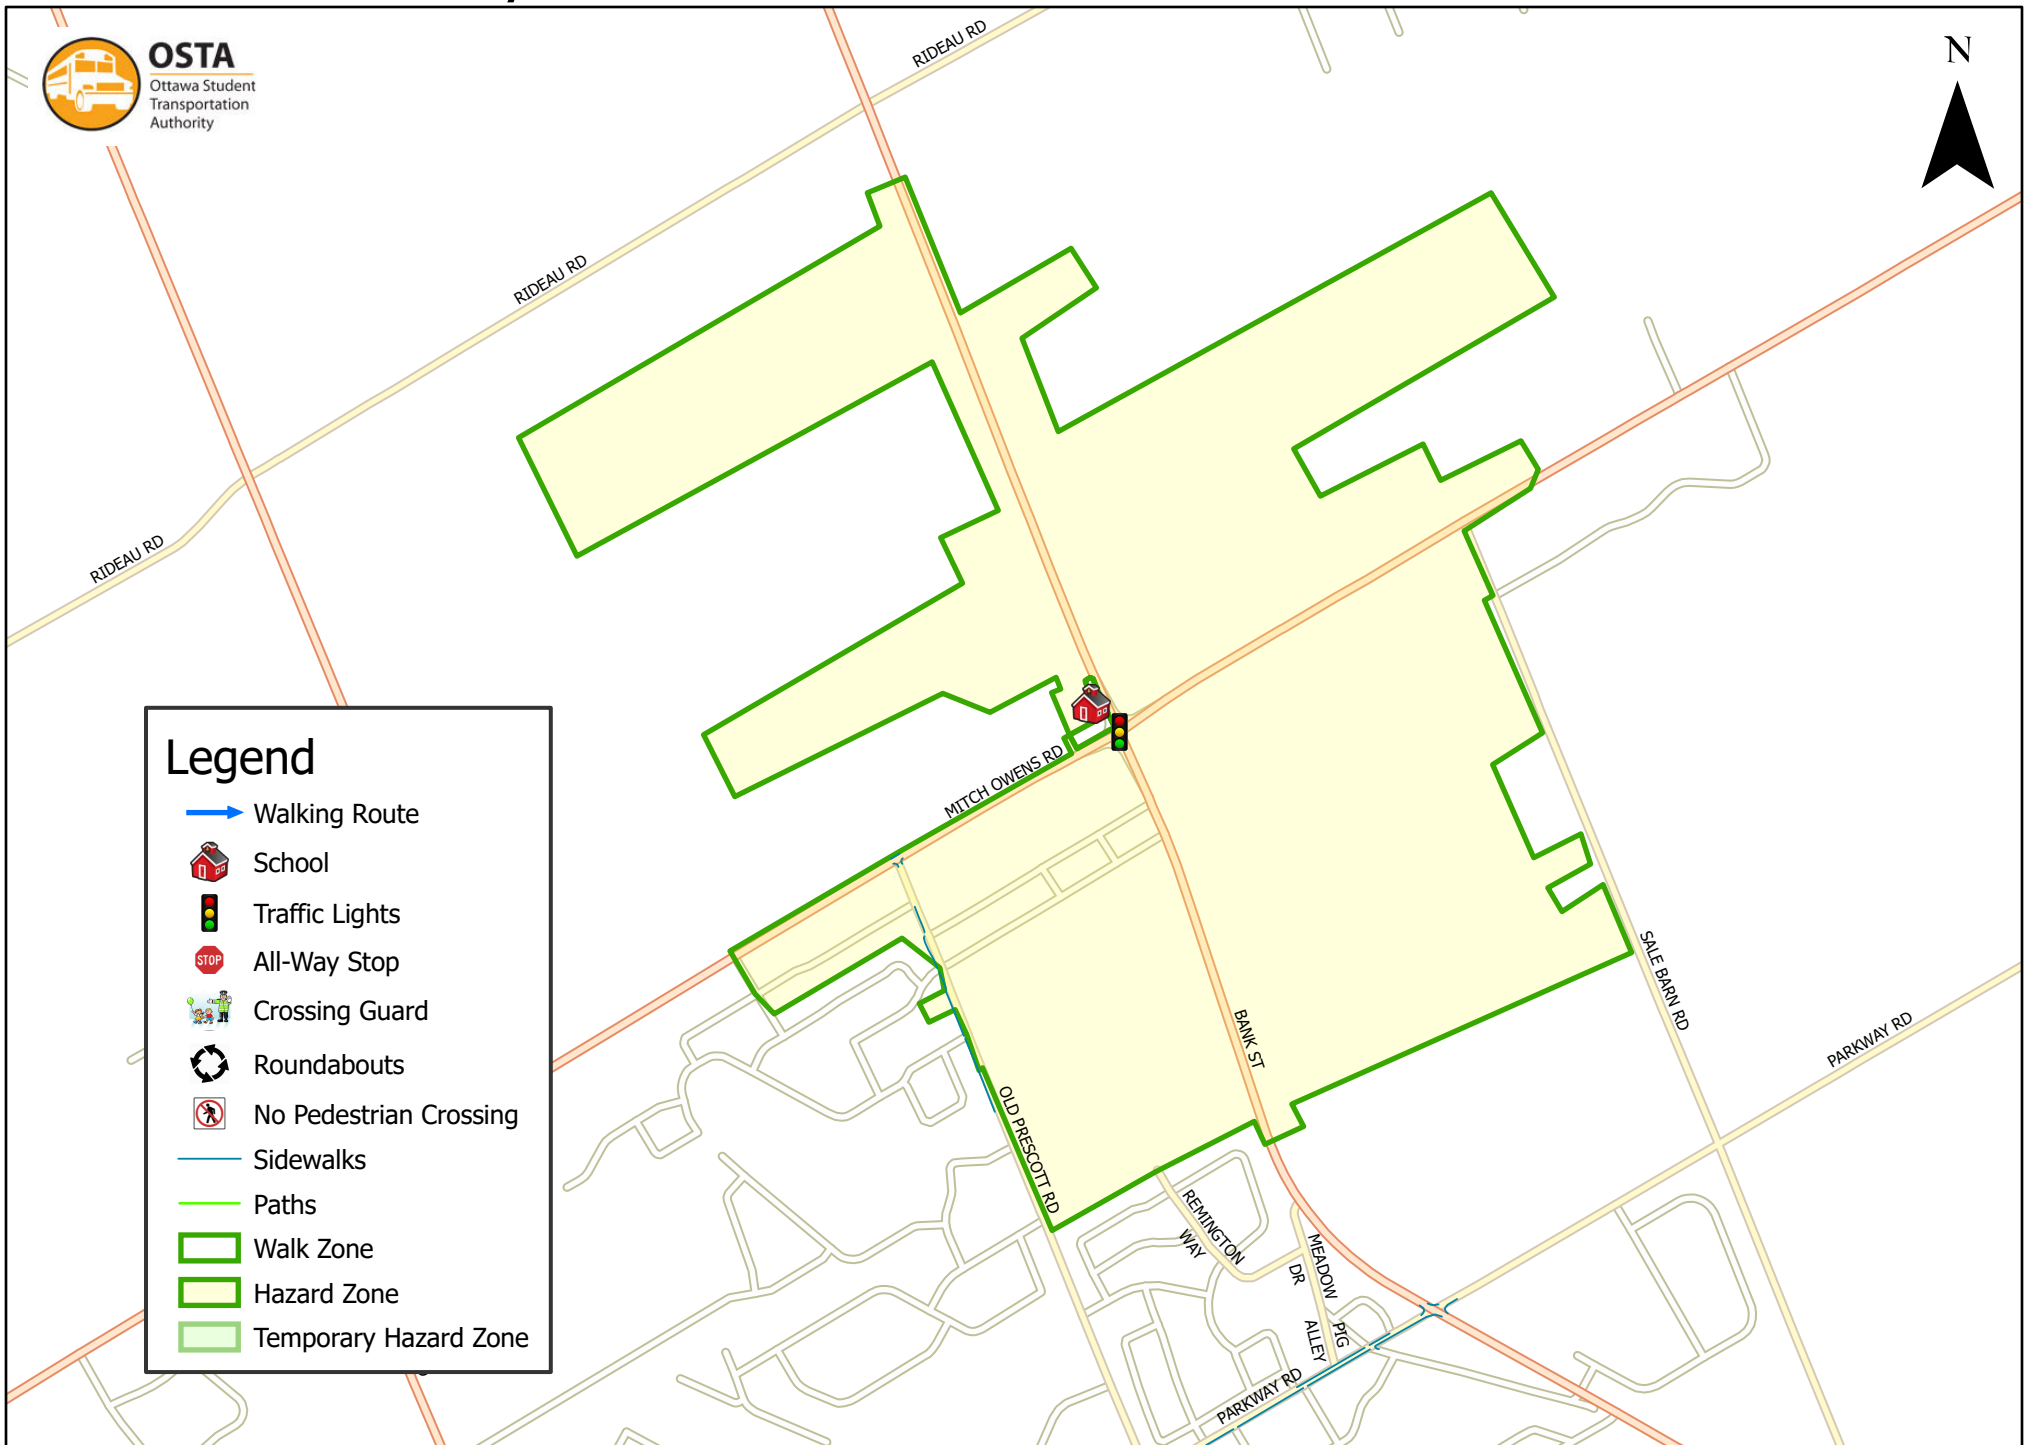 OSTA
Ottawa Student
Transportation
Authority
N
RIDEAU RD
RIDEAU RD
RIDEAU RD
MITCH OWENS RD
SALE BARN RD
BANK ST
PARKWAY RD
OLD PRESCOTT RD
REMINGTON
WAY
MEADOW
DR
PIG
ALLEY
PARKWAY RD
Legend
Walking Route
School
Traffic Lights
STOP
All-Way Stop
Crossing Guard
Roundabouts
No Pedestrian Crossing
Sidewalks
Paths
Walk Zone
Hazard Zone
Temporary Hazard Zone